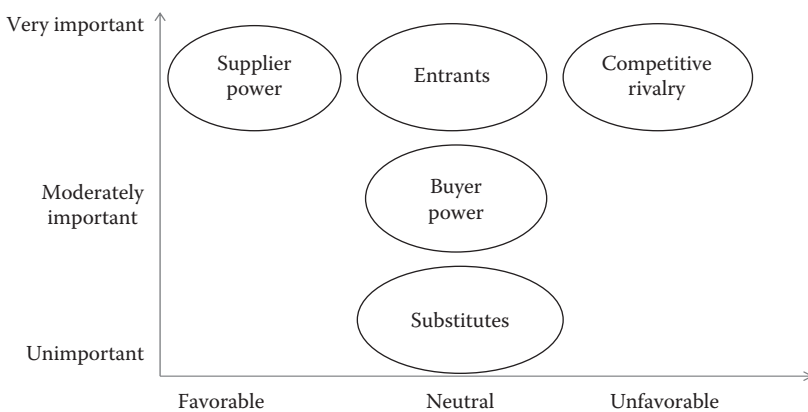 Very important
Supplier
power
Entrants
Competitive
rivalry
Moderately
important
Buyer
power
Substitutes
Unimportant
Favorable
Neutral
Unfavorable